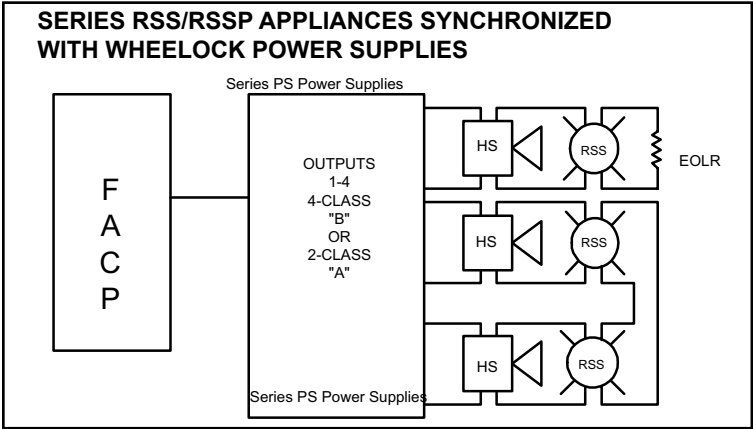 SERIES RSS/RSSP APPLIANCES SYNCHRONIZED
WITH WHEELOCK POWER SUPPLIES
Series PS Power Supplies
F
A
C
P
OUTPUTS
1-4
4-CLASS
"B"
OR
2-CLASS
"A"
Series PS Power Supplies
HS
RSS
EOLR
HS
RSS
HS
RSS